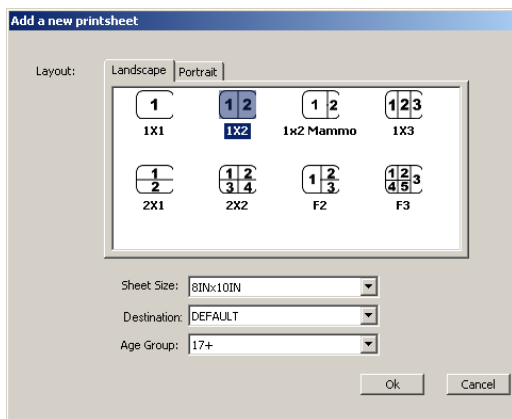 Add a new printsheet
Layout:
Landscape Portrait
1 1 2 1 2 1 2 3
1X1 1X2 1x2 Mammo 1X3
1 1 2 1 2 1 2 3
2 3 4 3 4 5
2X1 2X2 F2 F3
Sheet Size: 8INx10IN
Destination: DEFAULT
Age Group: 17+
Ok Cancel